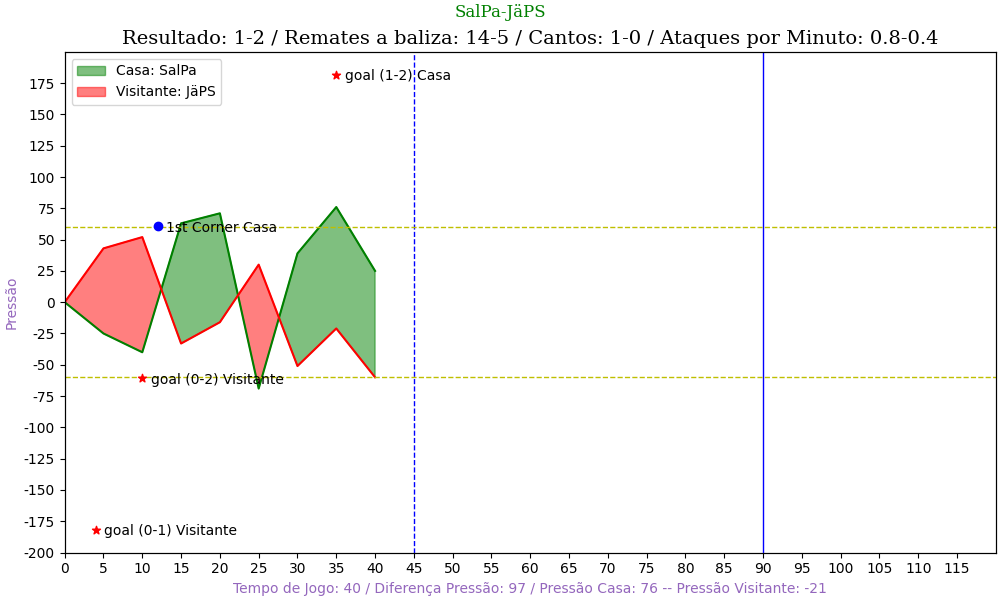 SalPa-JäPS
Resultado: 1-2 / Remates a baliza: 14-5 / Cantos: 1-0 / Ataques por Minuto: 0.8-0.4
Casa: SalPa
Visitante: JäPS
goal (1-2) Casa
1st Corner Casa
goal (0-2) Visitante
goal (0-1) Visitante
Pressão
175
150
125
100
75
50
25
0
-25
-50
-75
-100
-125
-150
-175
-200
0 5 10 15 20 25 30 35 40 45 50 55 60 65 70 75 80 85 90 95 100 105 110 115
Tempo de Jogo: 40 / Diferença Pressão: 97 / Pressão Casa: 76 -- Pressão Visitante: -21